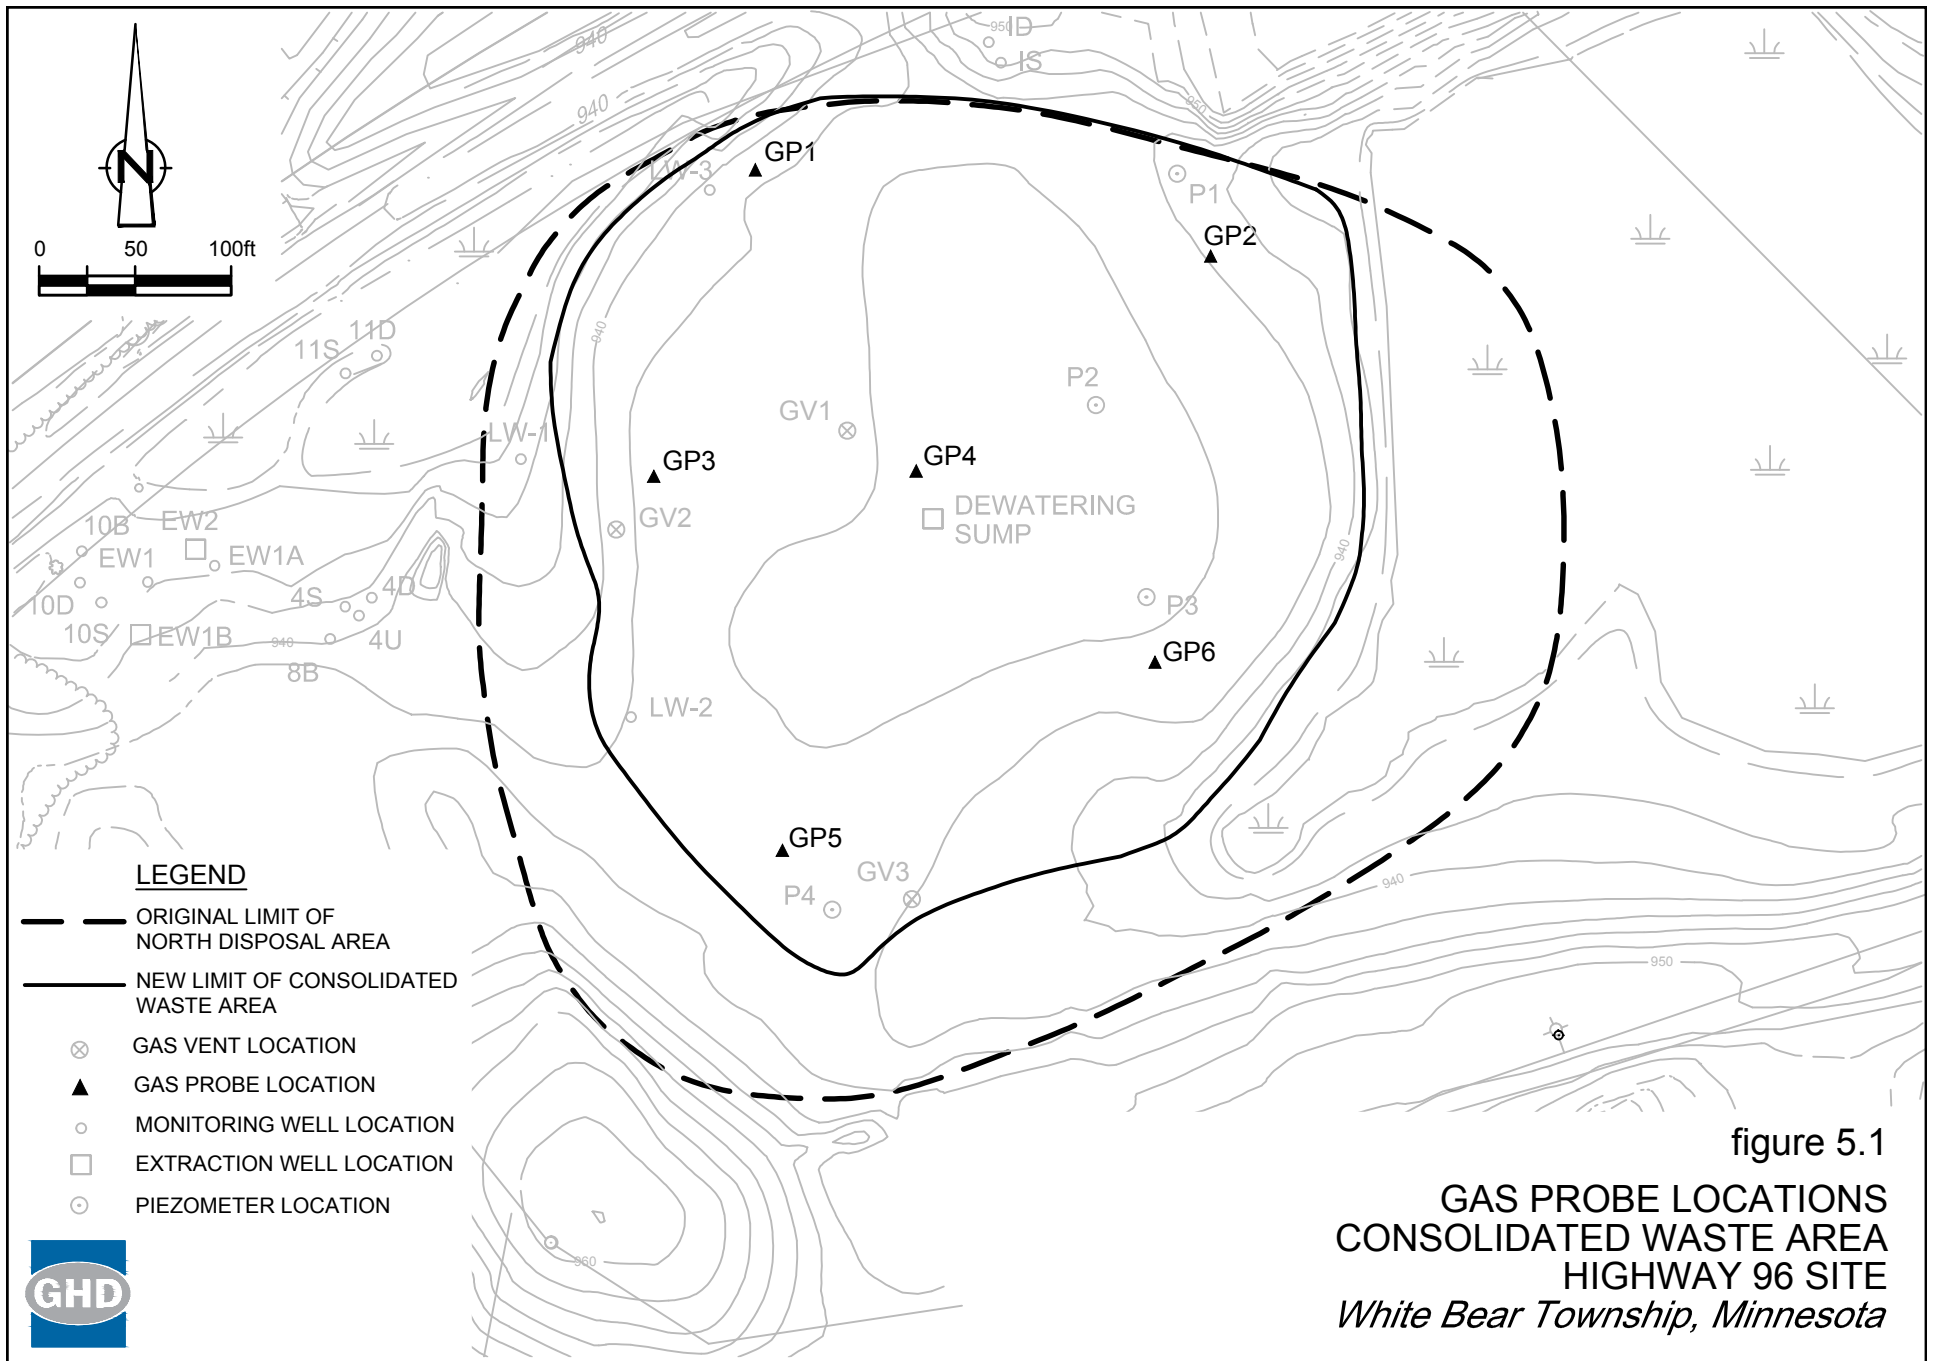 940
950
ID
IS
940
950
N
GP1
LW-3
P1
GP2
0 50 100ft
940
11D
11S
P2
GV1
LW-1
GP3
GP4
DEWATERING
SUMP
GV2
10B
EW2
EW1
EW1A
940
4S
4D
10D
P3
10S
EW1B
940
4U
8B
GP6
LW-2
GP5
GV3
P4
940
950
960
LEGEND
ORIGINAL LIMIT OF
NORTH DISPOSAL AREA
NEW LIMIT OF CONSOLIDATED
WASTE AREA
GAS VENT LOCATION
GAS PROBE LOCATION
MONITORING WELL LOCATION
EXTRACTION WELL LOCATION
PIEZOMETER LOCATION
GHD
figure 5.1
GAS PROBE LOCATIONS
CONSOLIDATED WASTE AREA
HIGHWAY 96 SITE
White Bear Township, Minnesota